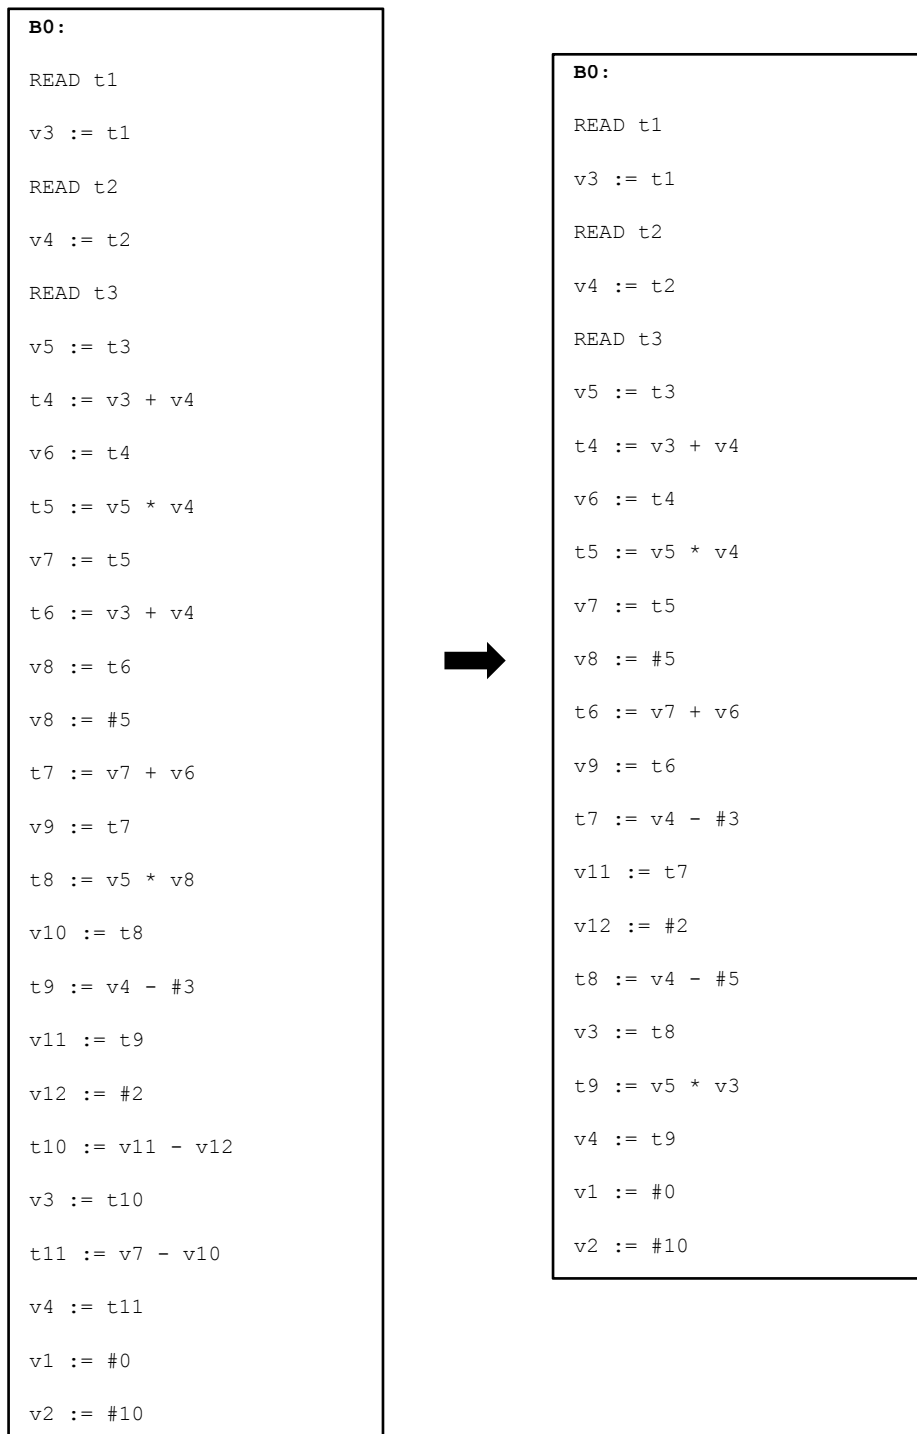 B0:
READ t1
v3 := t1
READ t2
v4 := t2
READ t3
v5 := t3
t4 := v3 + v4
v6 := t4
t5 := v5 * v4
v7 := t5
t6 := v3 + v4
v8 := t6
v8 := #5
t7 := v7 + v6
v9 := t7
t8 := v5 * v8
v10 := t8
t9 := v4 - #3
v11 := t9
v12 := #2
t10 := v11 - v12
v3 := t10
t11 := v7 - v10
v4 := t11
v1 := #0
v2 := #10
B0:
READ t1
v3 := t1
READ t2
v4 := t2
READ t3
v5 := t3
t4 := v3 + v4
v6 := t4
t5 := v5 * v4
v7 := t5
v8 := #5
t6 := v7 + v6
v9 := t6
t7 := v4 - #3
v11 := t7
v12 := #2
t8 := v4 - #5
v3 := t8
t9 := v5 * v3
v4 := t9
v1 := #0
v2 := #10